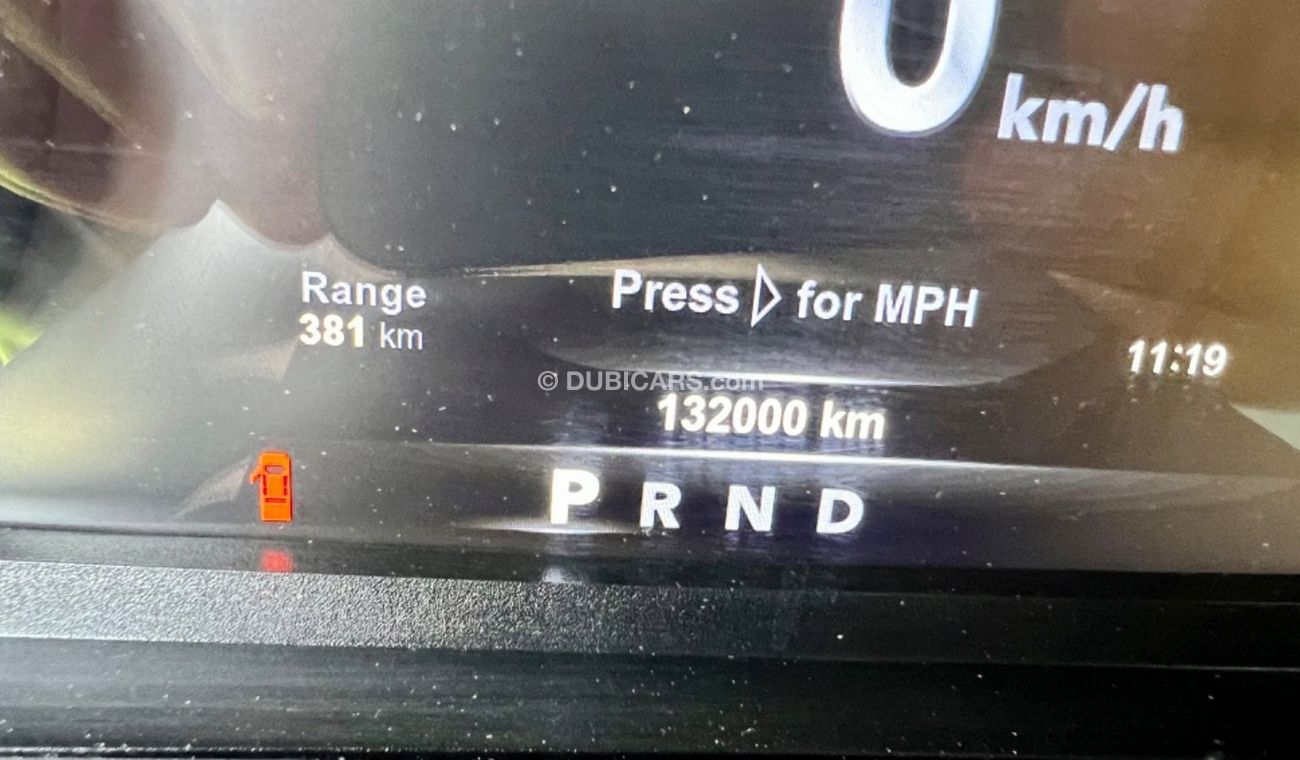 0 km/h
Range
381 km
Press ▷ for MPH
11:19
© DUBICARS.com
132000 km
P R N D